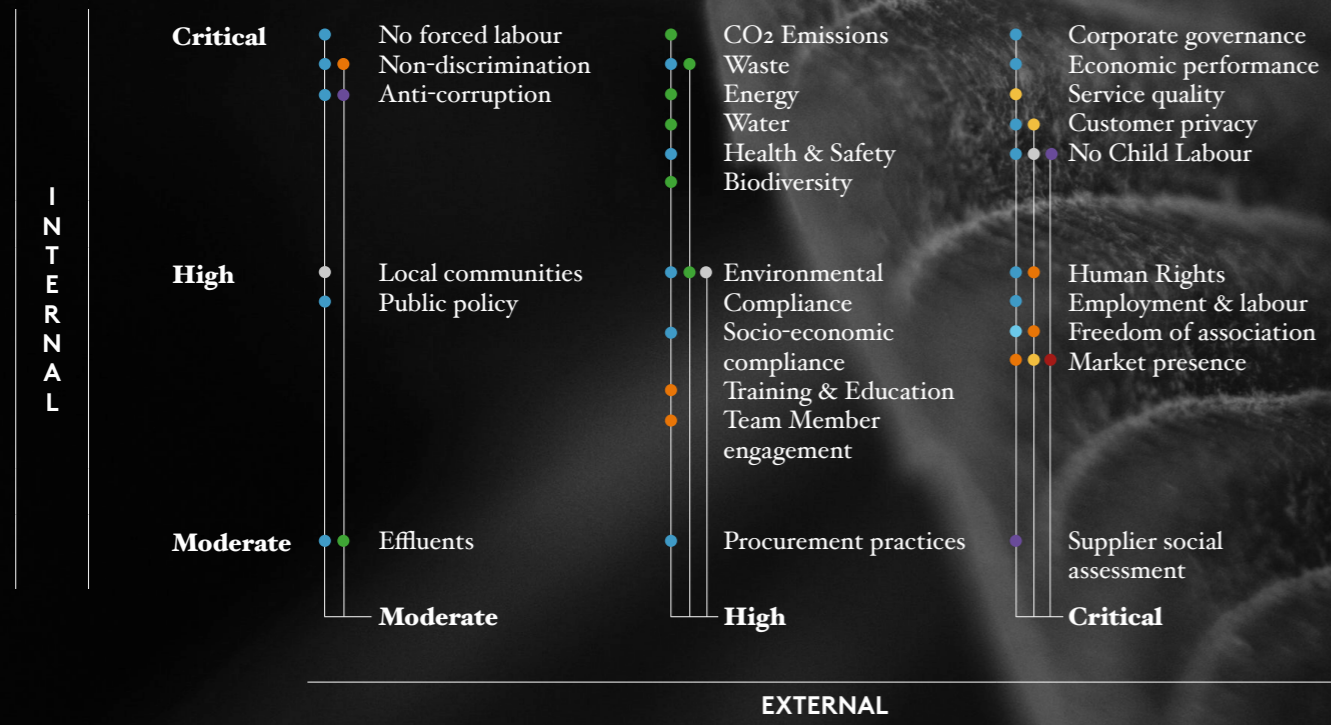 INTERNAL
Critical
No forced labour
Non-discrimination
Anti-corruption
CO2 Emissions
Waste
Energy
Water
Health & Safety
Biodiversity
Corporate governance
Economic performance
Service quality
Customer privacy
No Child Labour
High
Local communities
Public policy
Environmental
Compliance
Socio-economic
compliance
Training & Education
Team Member
engagement
Human Rights
Employment & labour
Freedom of association
Market presence
Moderate
Effluents
Procurement practices
Supplier social
assessment
Moderate
High
Critical
EXTERNAL